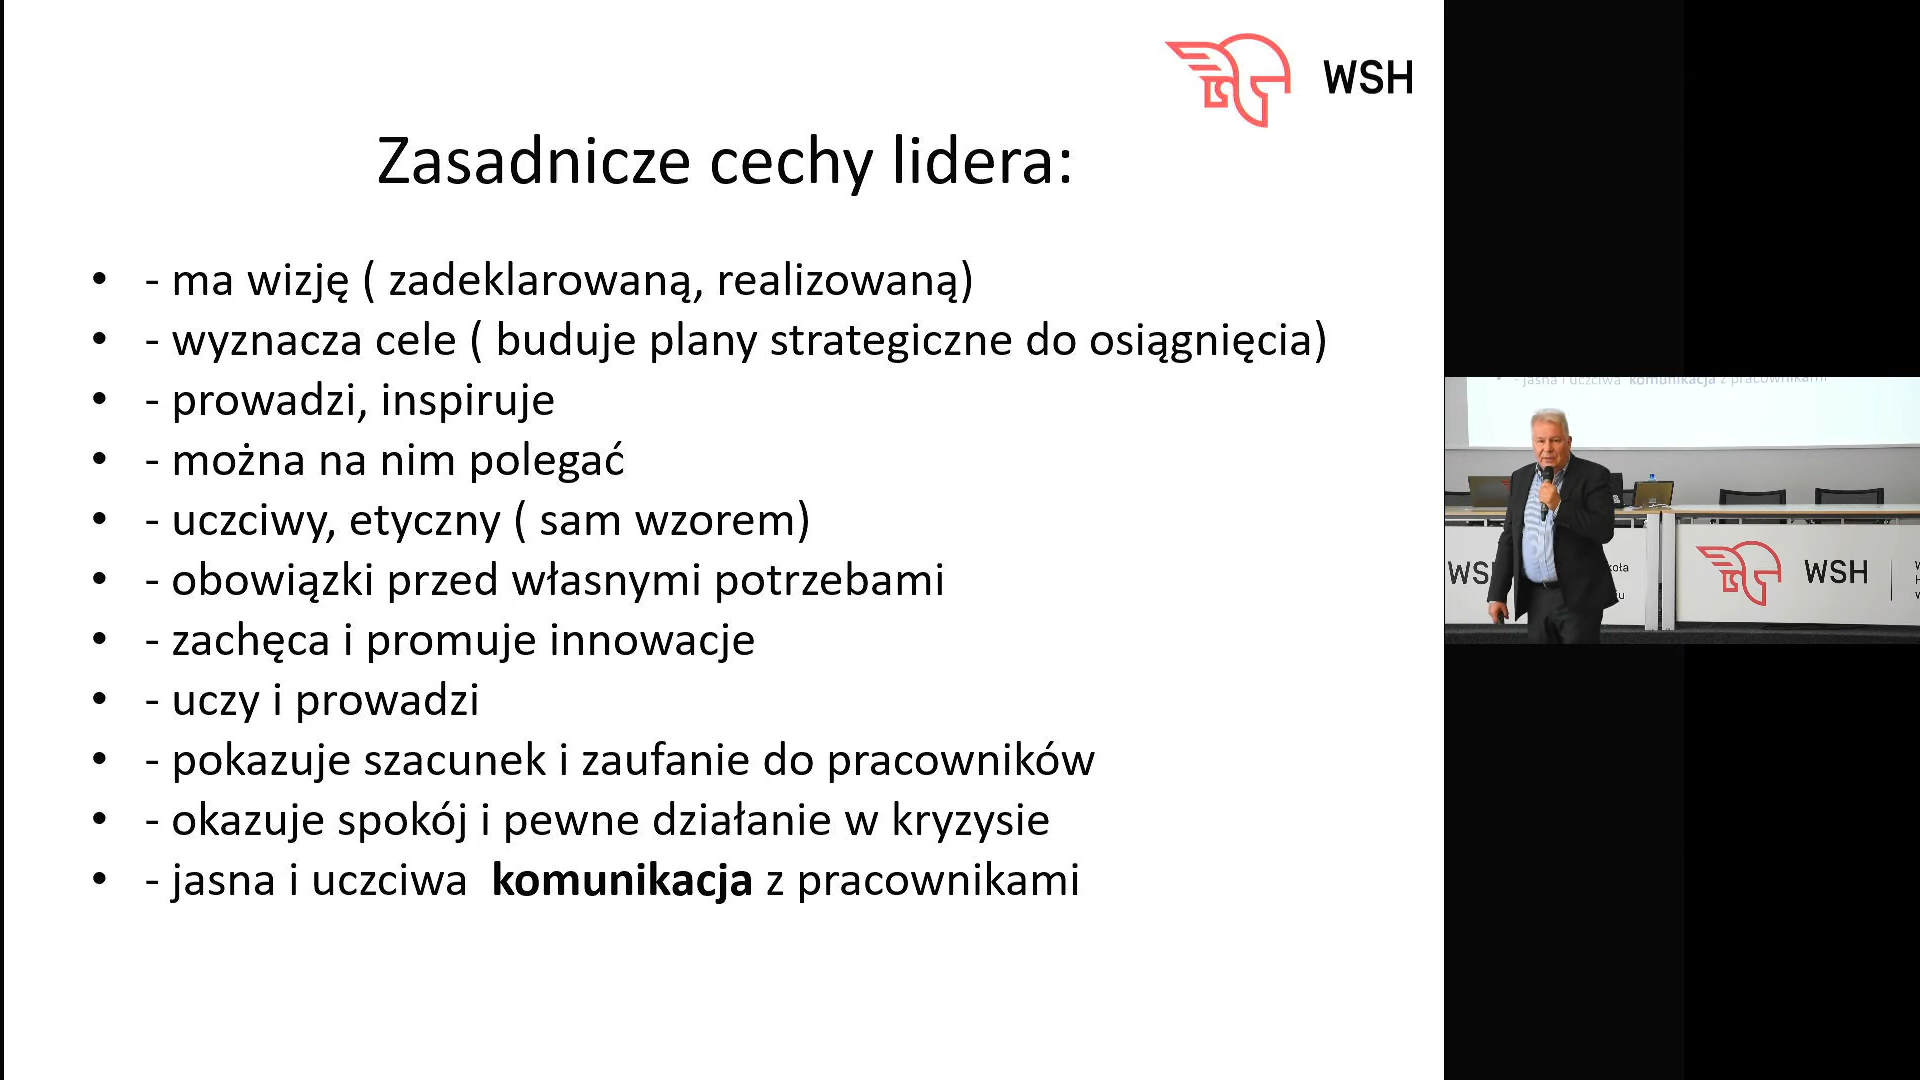 WSH
Zasadnicze cechy lidera:
• - ma wizję ( zadeklarowaną, realizowaną)
• - wyznacza cele ( buduje plany strategiczne do osiągnięcia)
• - prowadzi, inspiruje
• - można na nim polegać
• - uczciwy, etyczny ( sam wzorem)
• - obowiązki przed własnymi potrzebami
• - zachęca i promuje innowacje
• - uczy i prowadzi
• - pokazuje szacunek i zaufanie do pracowników
• - okazuje spokój i pewne działanie w kryzysie
• - jasna i uczciwa  komunikacja z pracownikami
• - jasna i uczciwa komunikacja z pracownikami
WSH